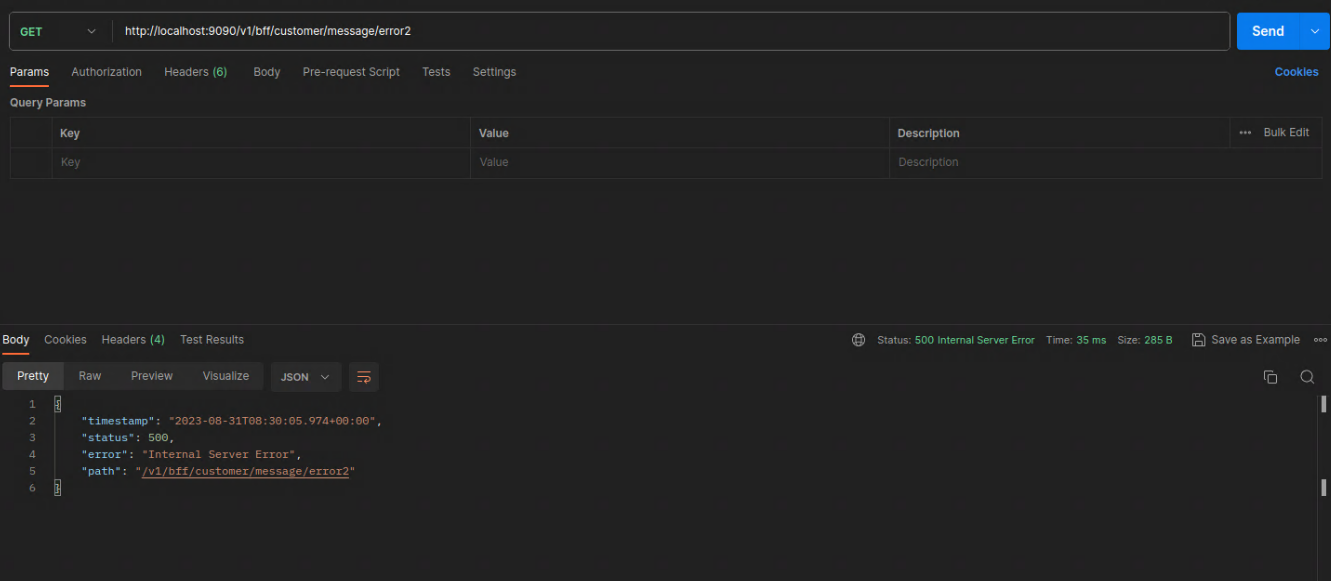 GET http://localhost:9090/v1/bff/customer/message/error2 Send
Params Authorization Headers (6) Body Pre-request Script Tests Settings Cookies
Query Params
Key Value Description ••• Bulk Edit
Key Value Description
Body Cookies Headers (4) Test Results Status: 500 Internal Server Error Time: 35 ms Size: 285 B Save as Example
Pretty Raw Preview Visualize JSON
1 {
2 "timestamp": "2023-08-31T08:30:05.974+00:00",
3 "status": 500,
4 "error": "Internal Server Error",
5 "path": "/v1/bff/customer/message/error2"
6 }